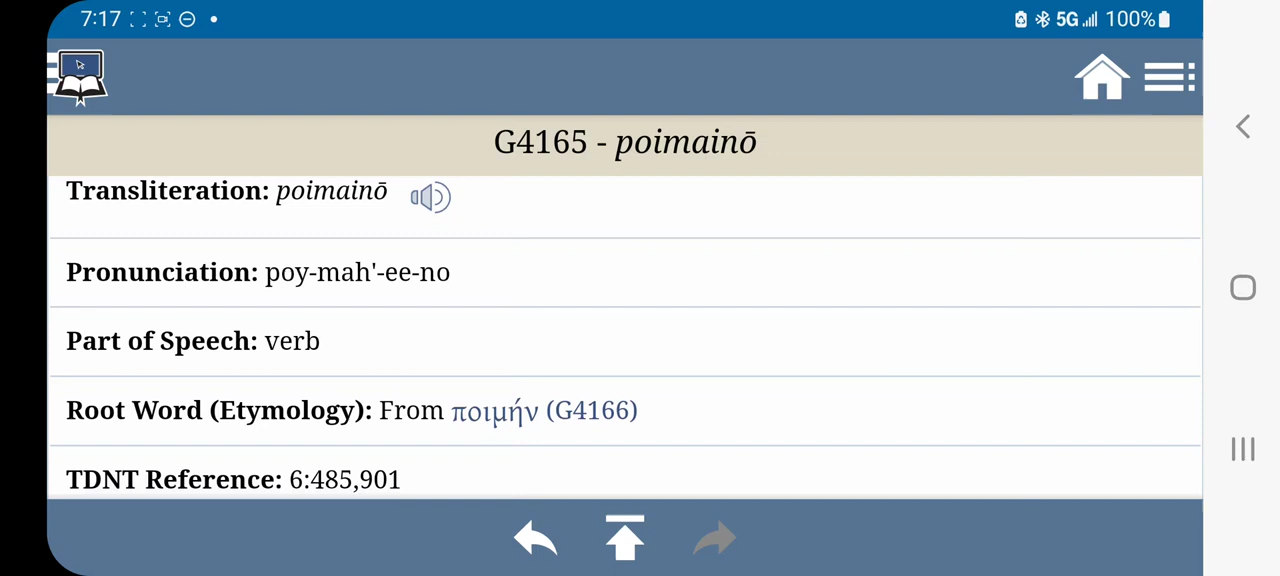 7:17
5G 100%
G4165 - poimainō
Transliteration: poimainō
Pronunciation: poy-mah'-ee-no
Part of Speech: verb
Root Word (Etymology): From ποιμήν (G4166)
TDNT Reference: 6:485,901